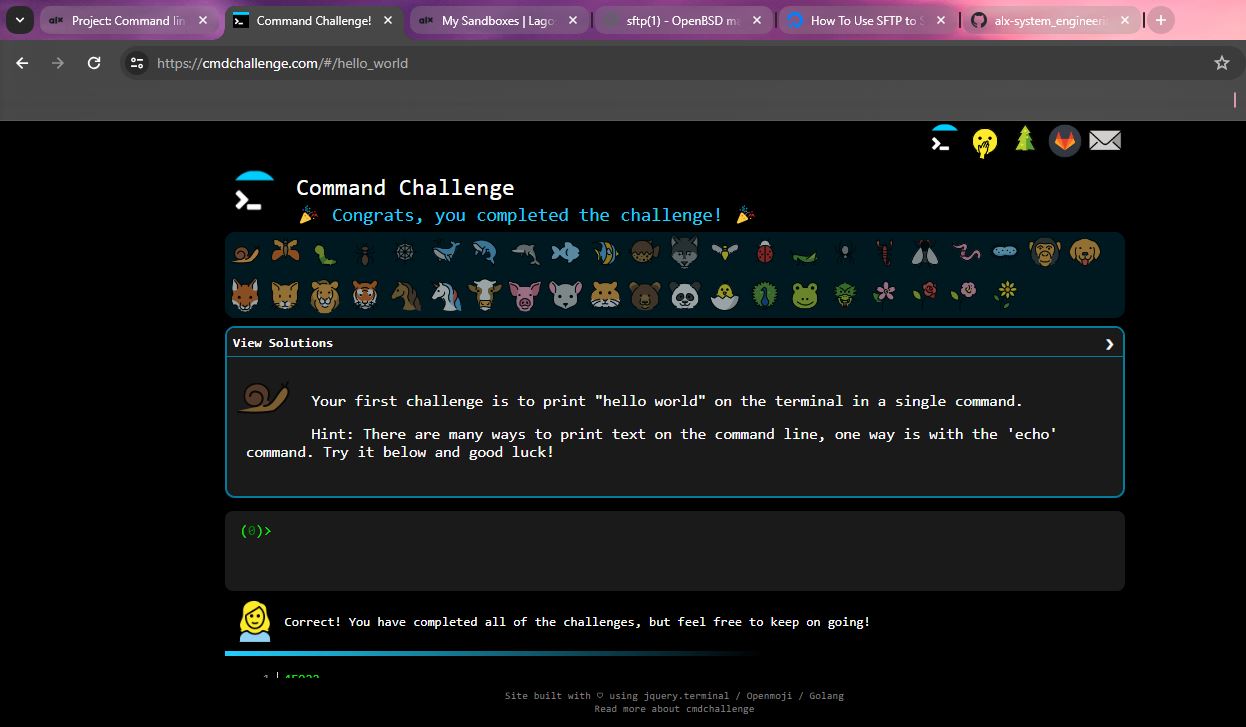 alx Project: Command lin
Command Challenge!
alx My Sandboxes | Lago
sftp(1) - OpenBSD ma
How To Use SFTP to S
alx-system_engineeri
https://cmdchallenge.com/#/hello_world
Command Challenge
Congrats, you completed the challenge!
View Solutions
Your first challenge is to print "hello world" on the terminal in a single command.
Hint: There are many ways to print text on the command line, one way is with the 'echo'
command. Try it below and good luck!
(0)>
Correct! You have completed all of the challenges, but feel free to keep on going!
Site built with ♡ using jquery.terminal / Openmoji / Golang
Read more about cmdchallenge